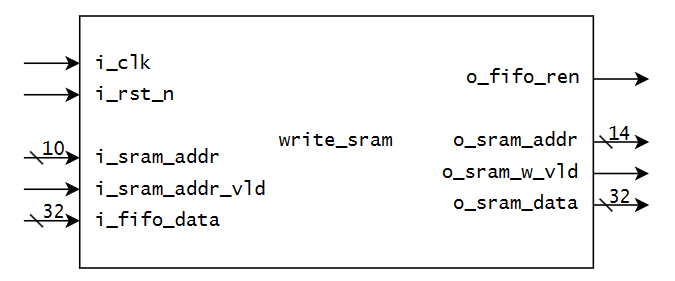 i_clk
i_rst_n
10
i_sram_addr
i_sram_addr_vld
32
i_fifo_data
write_sram
o_fifo_ren
o_sram_addr
14
o_sram_w_vld
o_sram_data
32